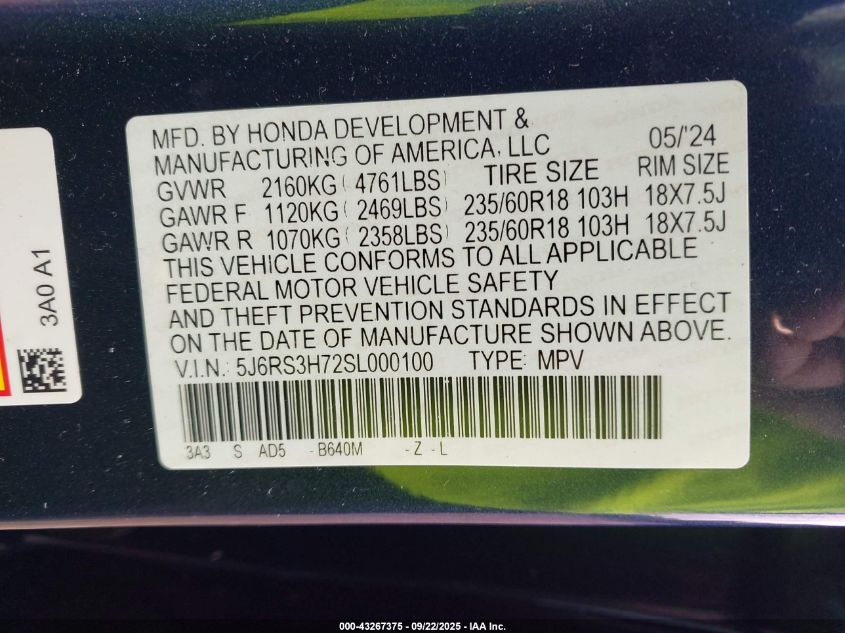 MFD. BY HONDA DEVELOPMENT &
MANUFACTURING OF AMERICA, LLC 05/'24
GVWR 2160KG ( 4761LBS) TIRE SIZE RIM SIZE
GAWR F 1120KG ( 2469LBS) 235/60R18 103H 18X7.5J
GAWR R 1070KG ( 2358LBS) 235/60R18 103H 18X7.5J
THIS VEHICLE CONFORMS TO ALL APPLICABLE
FEDERAL MOTOR VEHICLE SAFETY
AND THEFT PREVENTION STANDARDS IN EFFECT
ON THE DATE OF MANUFACTURE SHOWN ABOVE.
V.I.N.: 5J6RS3H72SL000100 TYPE: MPV
3A3 S AD5 - B640M - Z - L
3A0 A1
000-43267375 - 09/22/2025 - IAA Inc.